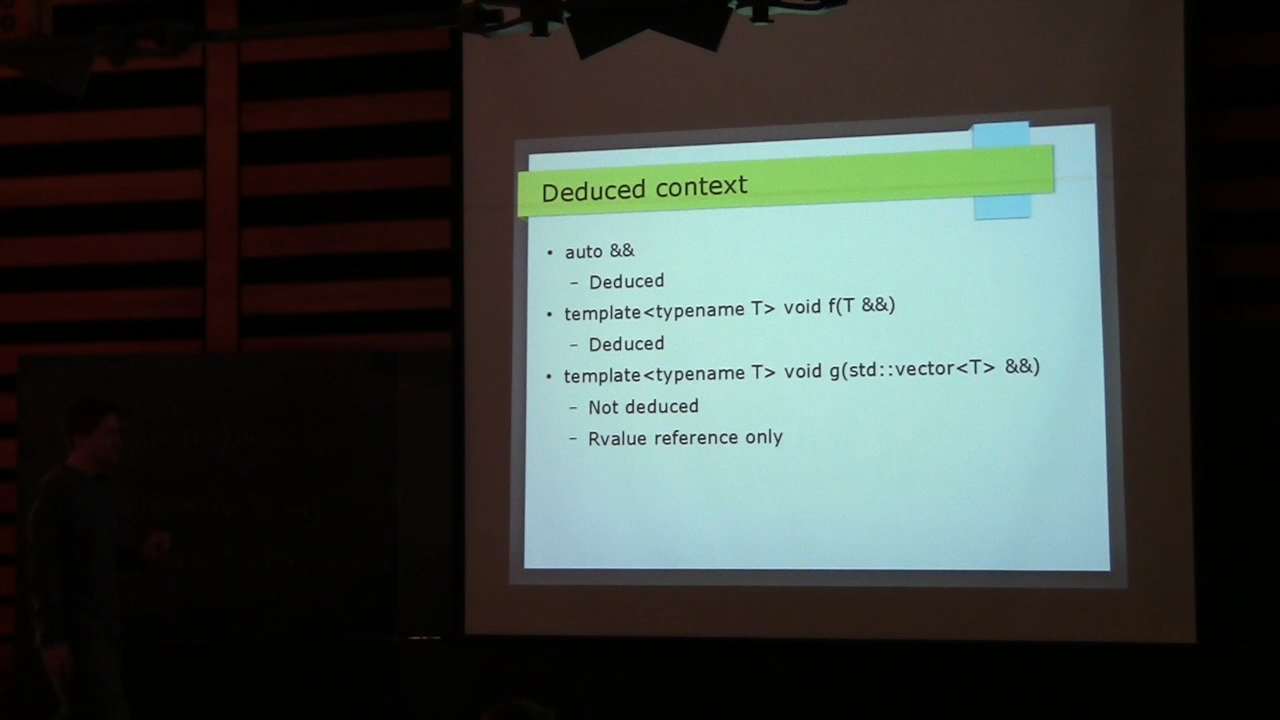 Deduced context
• auto &&
– Deduced
• template<typename T> void f(T &&)
– Deduced
• template<typename T> void g(std::vector<T> &&)
– Not deduced
– Rvalue reference only